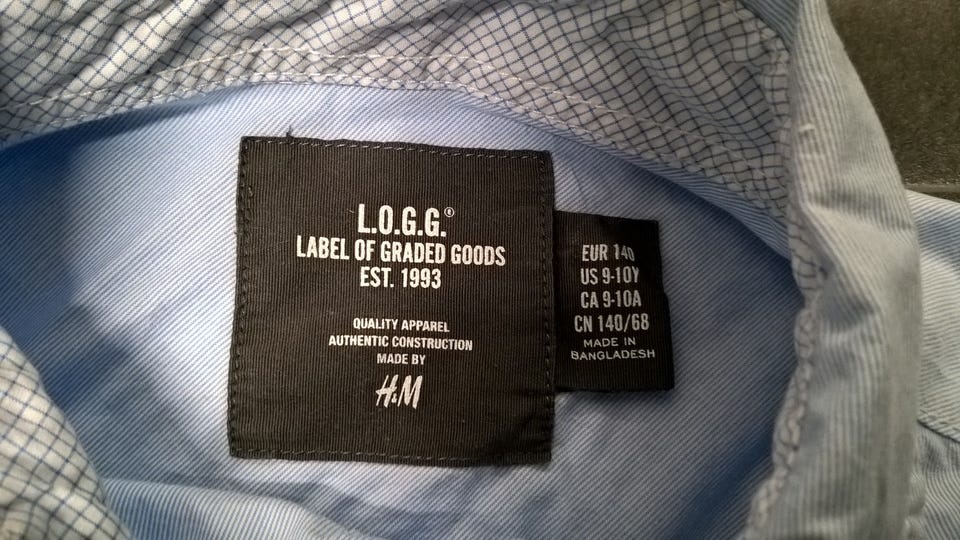 L.O.G.G.®
LABEL OF GRADED GOODS
EST. 1993
QUALITY APPAREL
AUTHENTIC CONSTRUCTION
MADE BY
H&M
EUR 140
US 9-10Y
CA 9-10A
CN 140/68
MADE IN
BANGLADESH